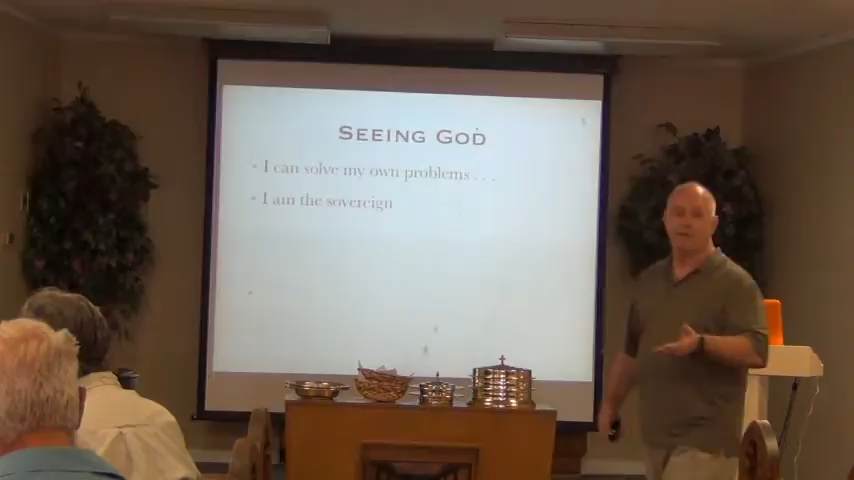 Seeing God
• I can solve my own problems . . .
• I am the sovereign